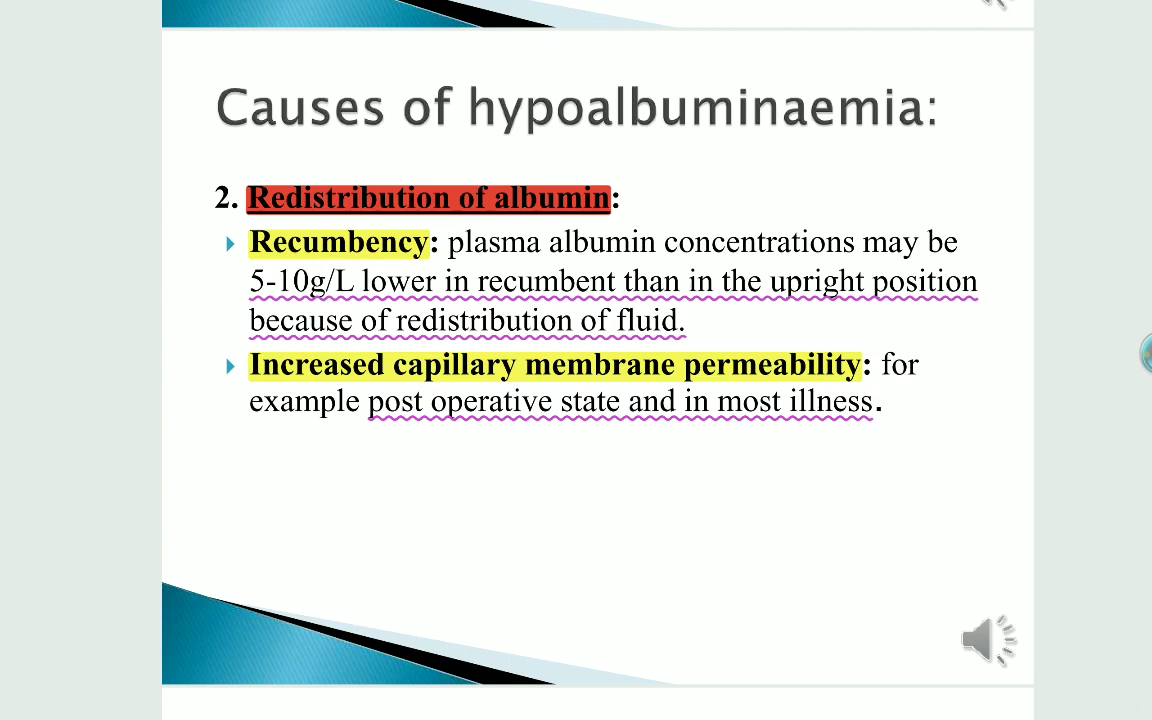 Causes of hypoalbuminaemia:
2. Redistribution of albumin:
Recumbency: plasma albumin concentrations may be
5-10g/L lower in recumbent than in the upright position
because of redistribution of fluid.
Increased capillary membrane permeability: for
example post operative state and in most illness.